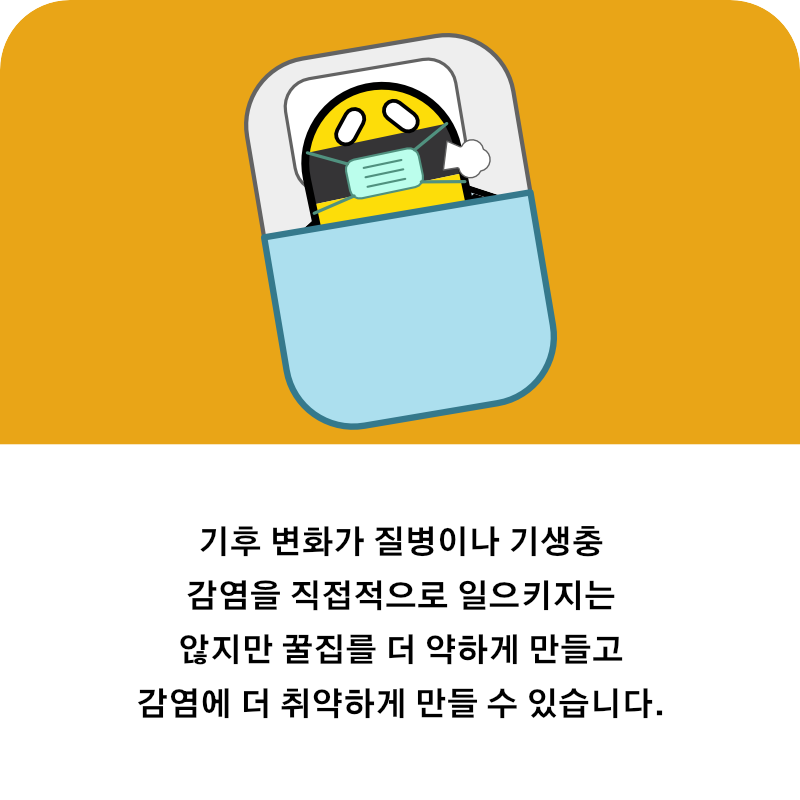 기후 변화가 질병이나 기생충
감염을 직접적으로 일으키지는
않지만 꿀집를 더 약하게 만들고
감염에 더 취약하게 만들 수 있습니다.